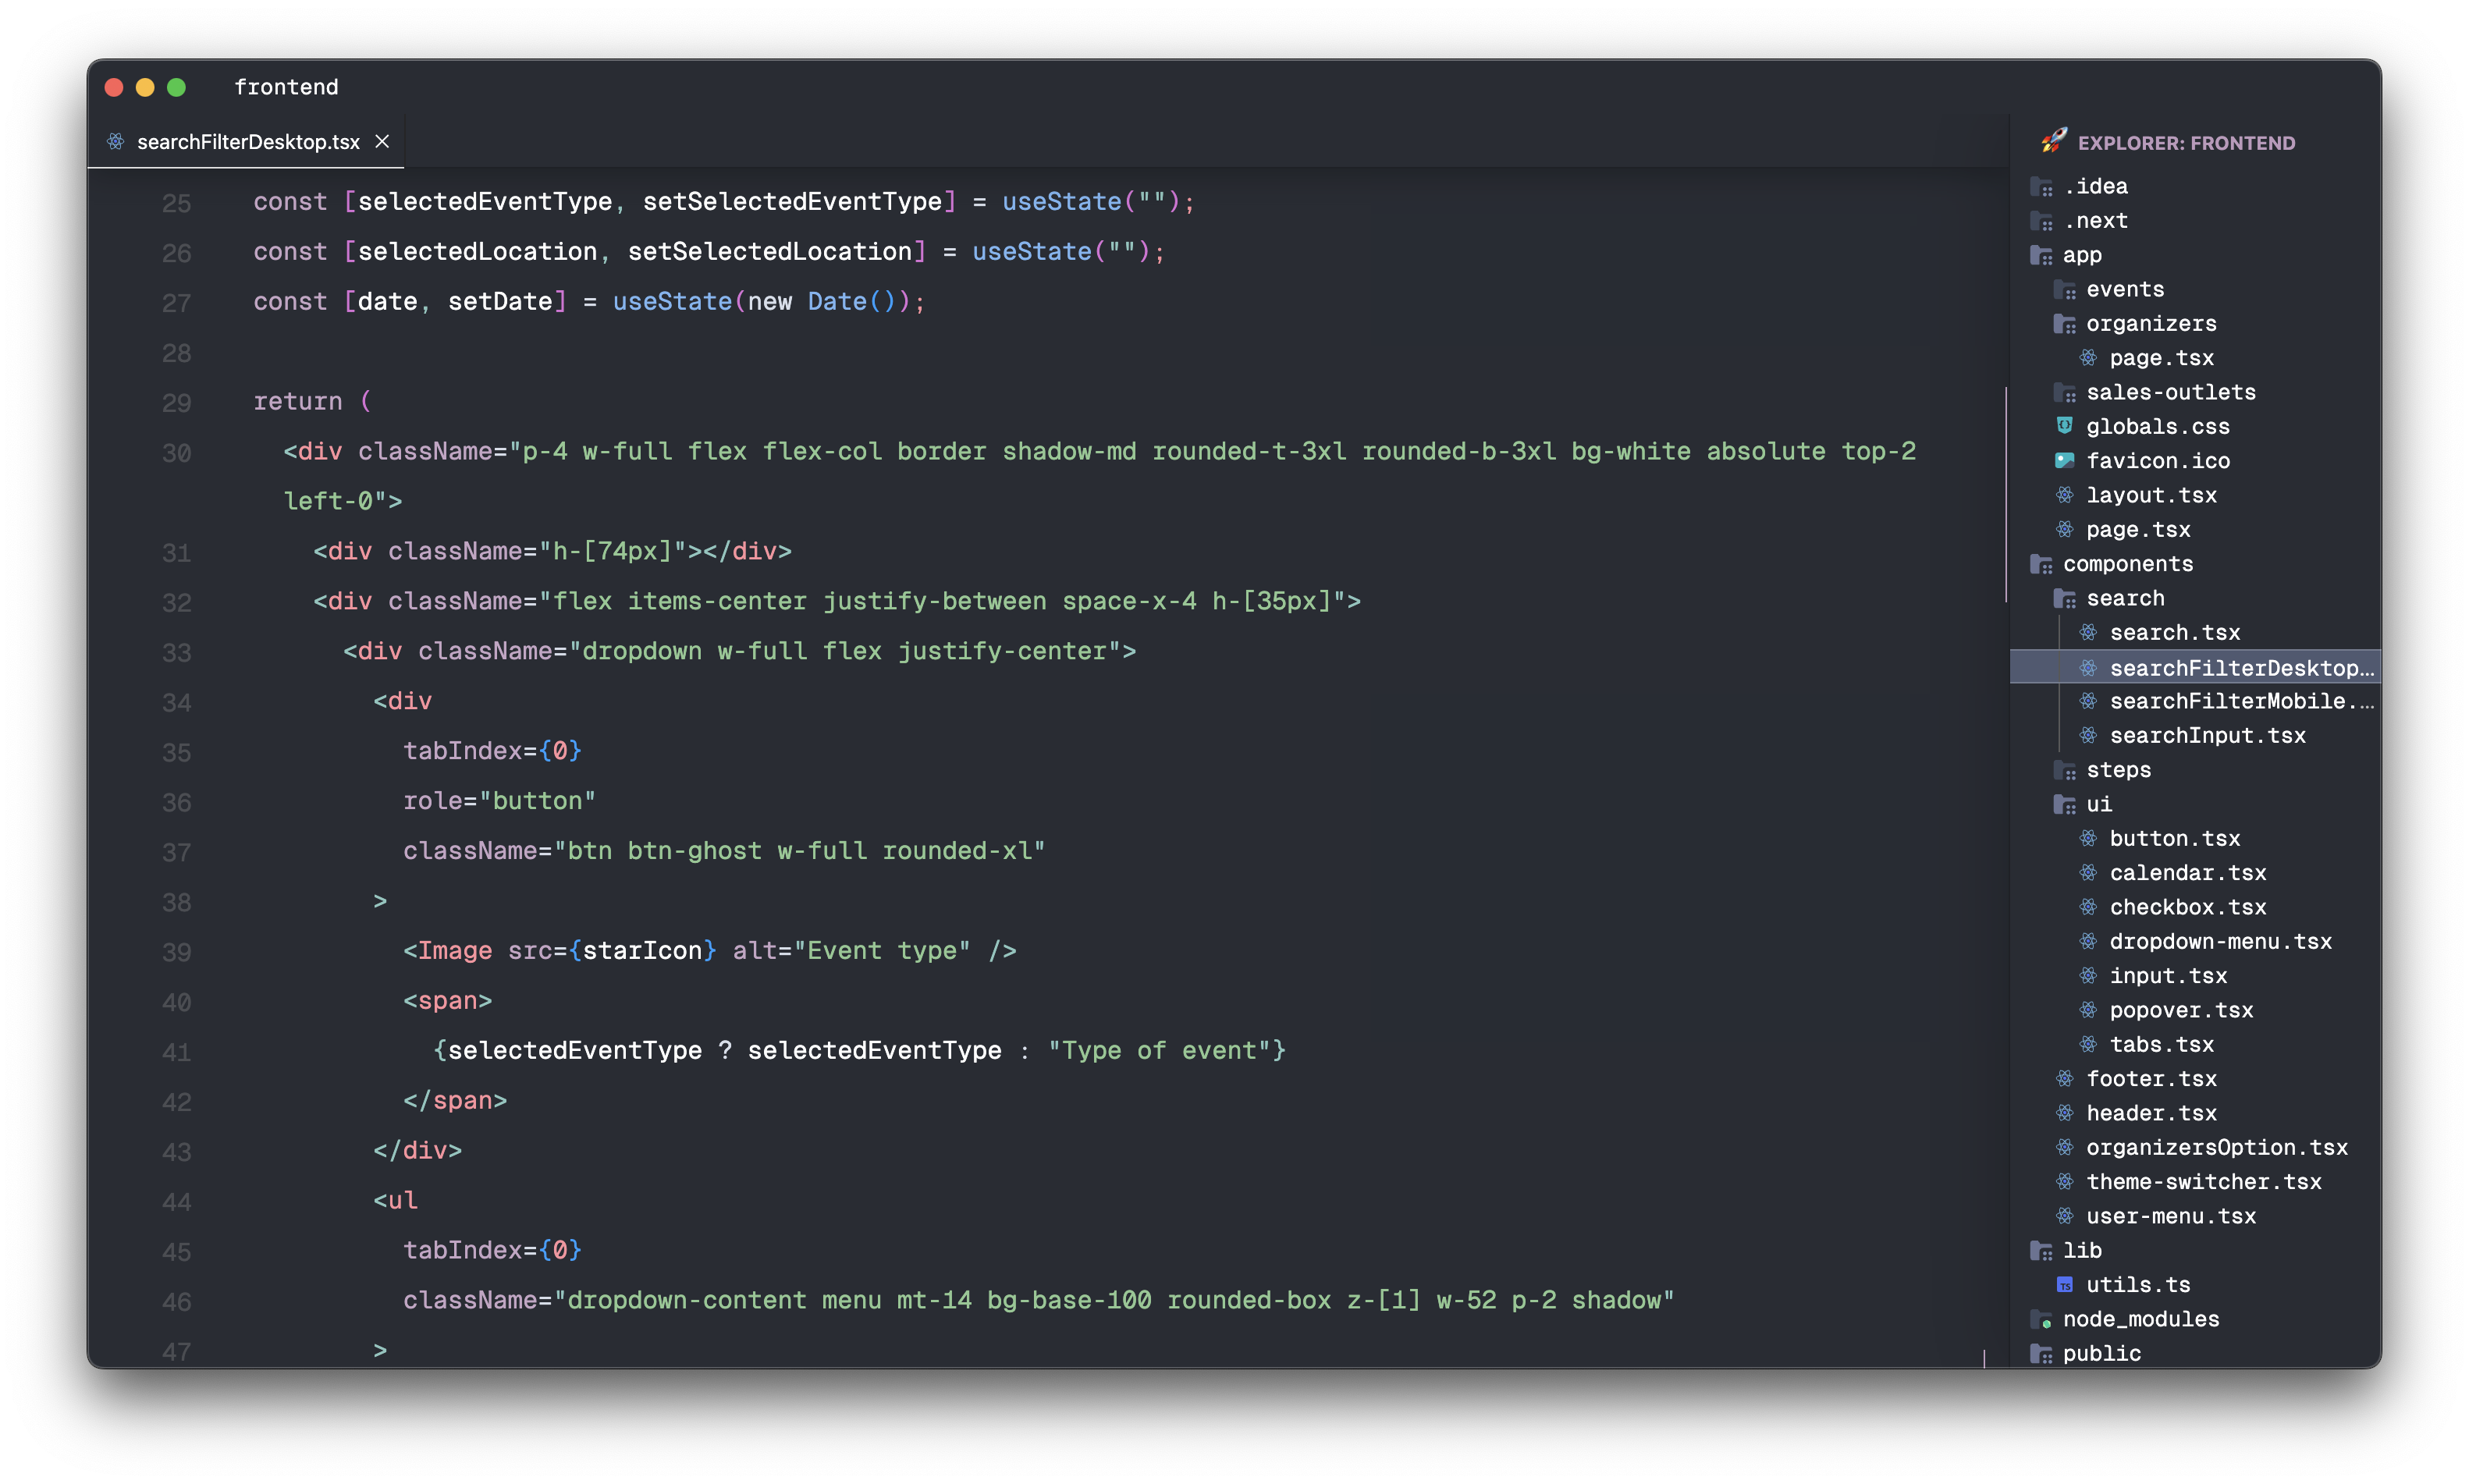 frontend
searchFilterDesktop.tsx
25 const [selectedEventType, setSelectedEventType] = useState("");
26 const [selectedLocation, setSelectedLocation] = useState("");
27 const [date, setDate] = useState(new Date());
28
29 return (
30 <div className="p-4 w-full flex flex-col border shadow-md rounded-t-3xl rounded-b-3xl bg-white absolute top-2
left-0">
31 <div className="h-[74px]"></div>
32 <div className="flex items-center justify-between space-x-4 h-[35px]">
33 <div className="dropdown w-full flex justify-center">
34 <div
35 tabIndex={0}
36 role="button"
37 className="btn btn-ghost w-full rounded-xl"
38 >
39 <Image src={starIcon} alt="Event type" />
40 <span>
41 {selectedEventType ? selectedEventType : "Type of event"}
42 </span>
43 </div>
44 <ul
45 tabIndex={0}
46 className="dropdown-content menu mt-14 bg-base-100 rounded-box z-[1] w-52 p-2 shadow"
47 >
EXPLORER: FRONTEND
.idea
.next
app
events
organizers
page.tsx
sales-outlets
globals.css
favicon.ico
layout.tsx
page.tsx
components
search
search.tsx
searchFilterDesktop...
searchFilterMobile....
searchInput.tsx
steps
ui
button.tsx
calendar.tsx
checkbox.tsx
dropdown-menu.tsx
input.tsx
popover.tsx
tabs.tsx
footer.tsx
header.tsx
organizersOption.tsx
theme-switcher.tsx
user-menu.tsx
lib
TS utils.ts
node_modules
public